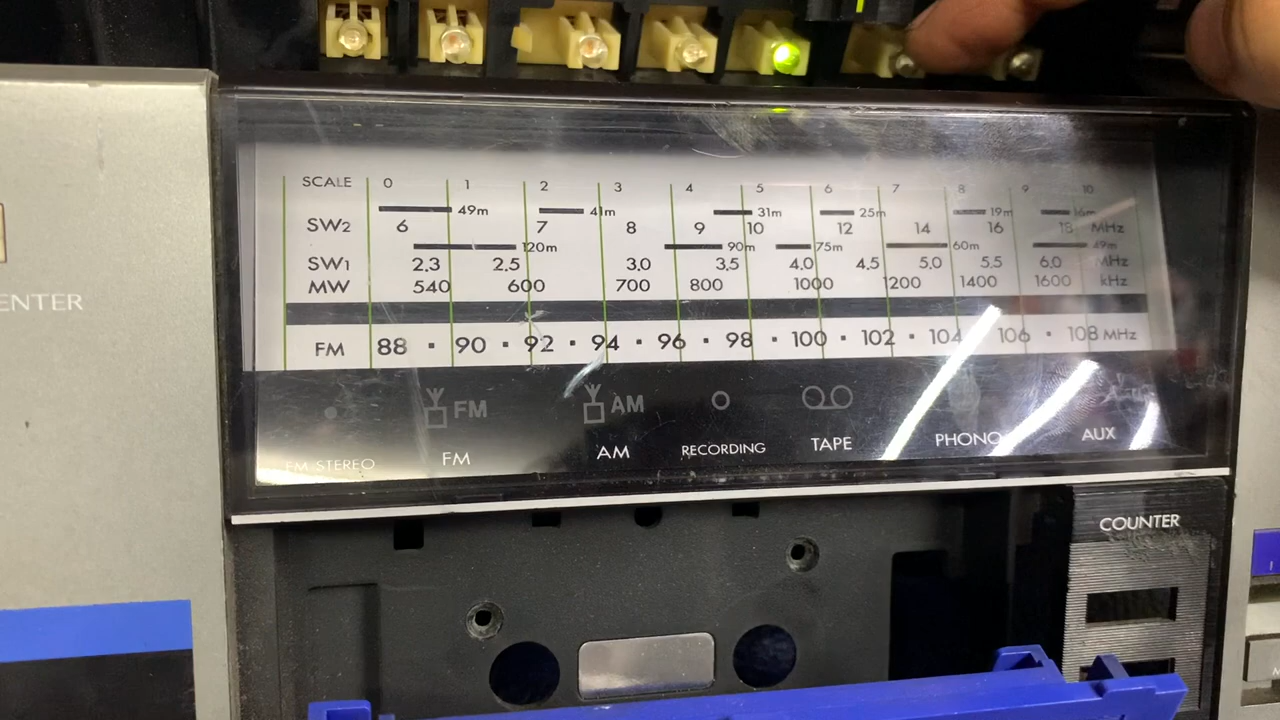 SCALE 0 1 2 3 4 5 6 7 8 9 10
49m 41m 31m 25m 19m 16m
SW2 6 7 8 9 10 12 14 16 18 MHz
120m 90m 75m 60m 49m
SW1 2,3 2,5 3,0 3,5 4,0 4,5 5,0 5,5 6,0 MHz
MW 540 600 700 800 1000 1200 1400 1600 kHz
FM 88 · 90 · 92 · 94 · 96 · 98 · 100 · 102 · 104 · 106 · 108 MHz
FM AM
FM STEREO FM AM RECORDING TAPE PHONO AUX
ENTER
COUNTER